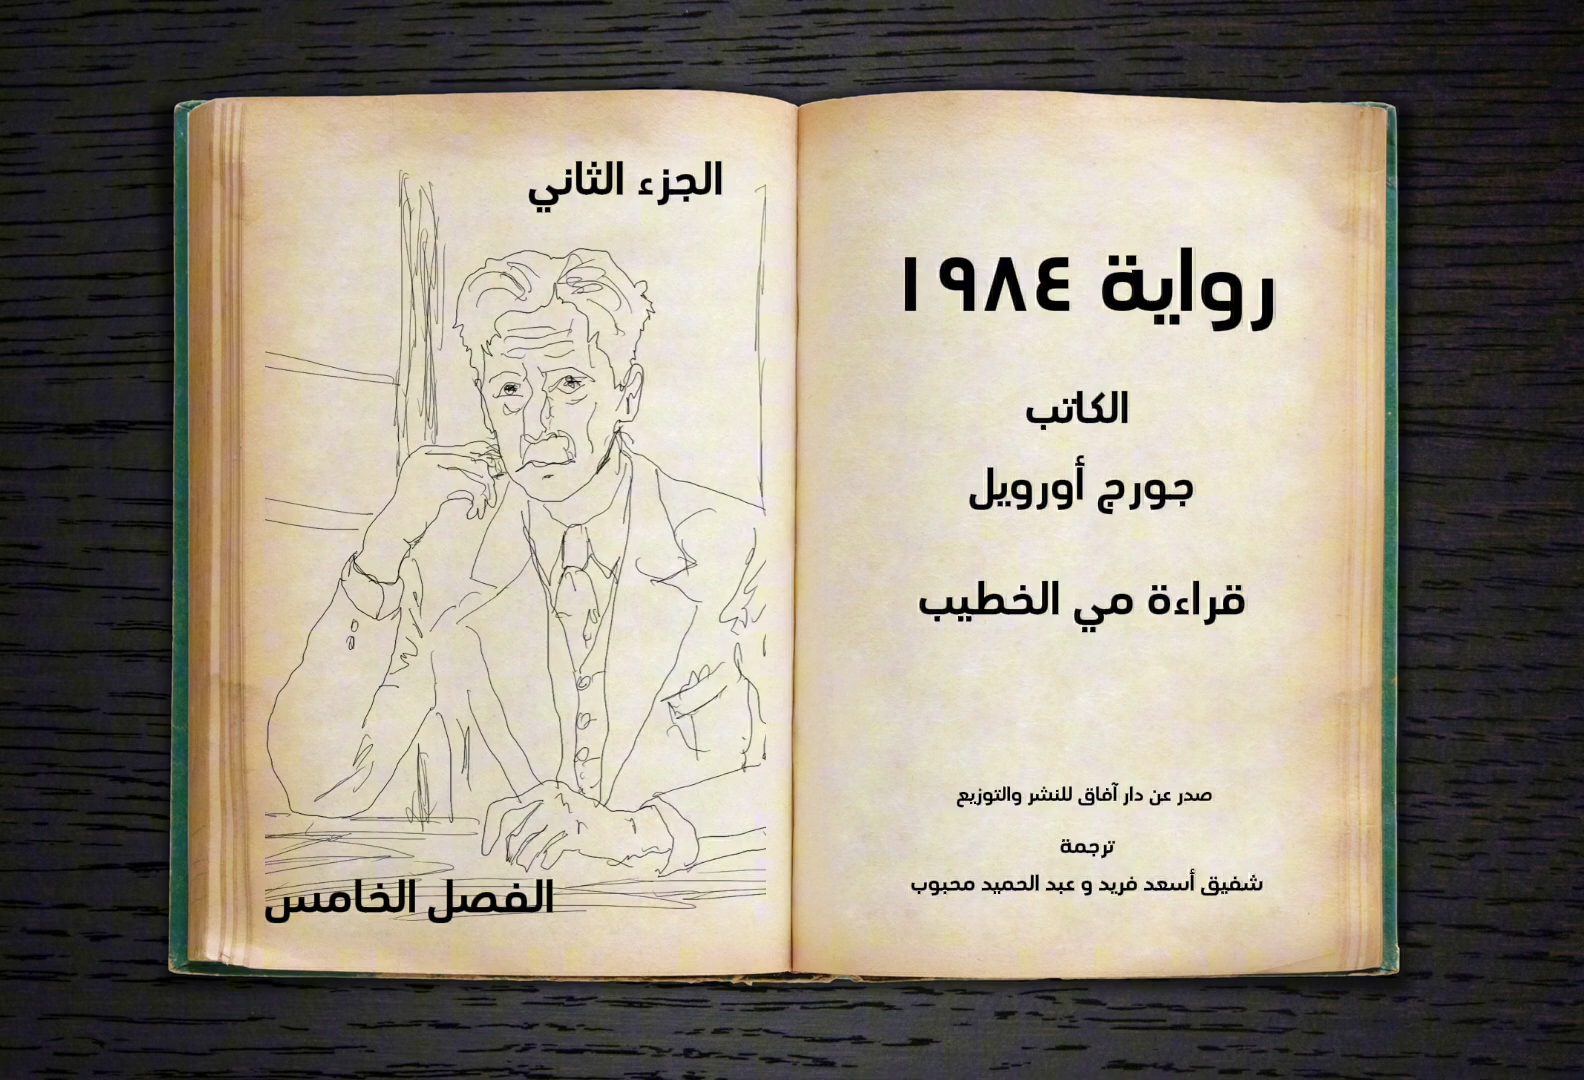 الجزء الثاني
الفصل الخامس
رواية ١٩٨٤
الكاتب
جورج أورويل
قراءة مي الخطيب
صدر عن دار آفاق للنشر والتوزيع
ترجمة
شفيق أسعد فريد و عبد الحميد محبوب